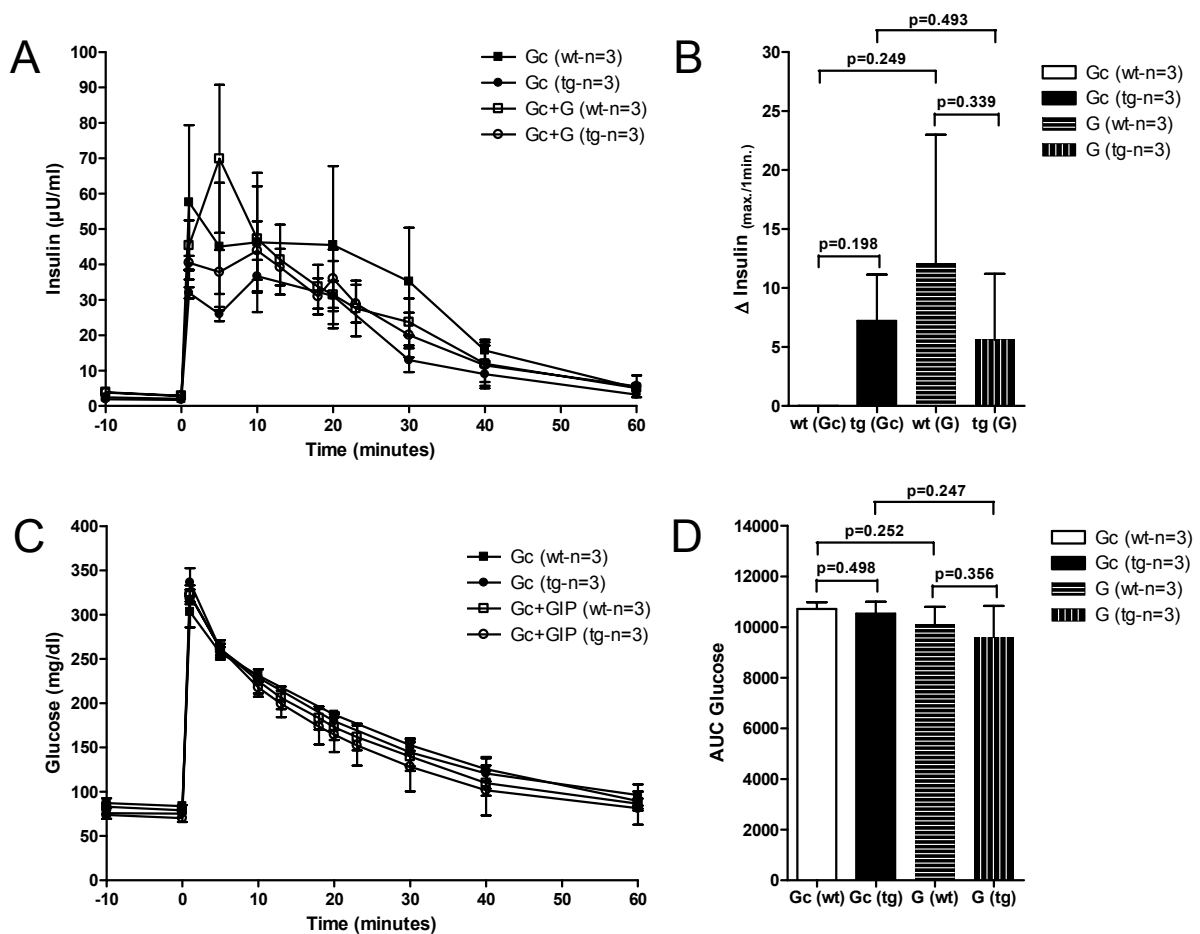 A
Insulin (µU/ml)
100
90
80
70
60
50
40
30
20
10
0
-10 0 10 20 30 40 50 60
Time (minutes)
Gc (wt-n=3)
Gc (tg-n=3)
Gc+G (wt-n=3)
Gc+G (tg-n=3)
B
Δ Insulin (max./1min.)
30
25
20
15
10
5
0
p=0.493
p=0.249
p=0.339
p=0.198
wt (Gc) tg (Gc) wt (G) tg (G)
Gc (wt-n=3)
Gc (tg-n=3)
G (wt-n=3)
G (tg-n=3)
C
Glucose (mg/dl)
400
350
300
250
200
150
100
50
0
-10 0 10 20 30 40 50 60
Time (minutes)
Gc (wt-n=3)
Gc (tg-n=3)
Gc+GIP (wt-n=3)
Gc+GIP (tg-n=3)
D
AUC Glucose
14000
12000
10000
8000
6000
4000
2000
0
p=0.247
p=0.252
p=0.498
p=0.356
Gc (wt) Gc (tg) G (wt) G (tg)
Gc (wt-n=3)
Gc (tg-n=3)
G (wt-n=3)
G (tg-n=3)